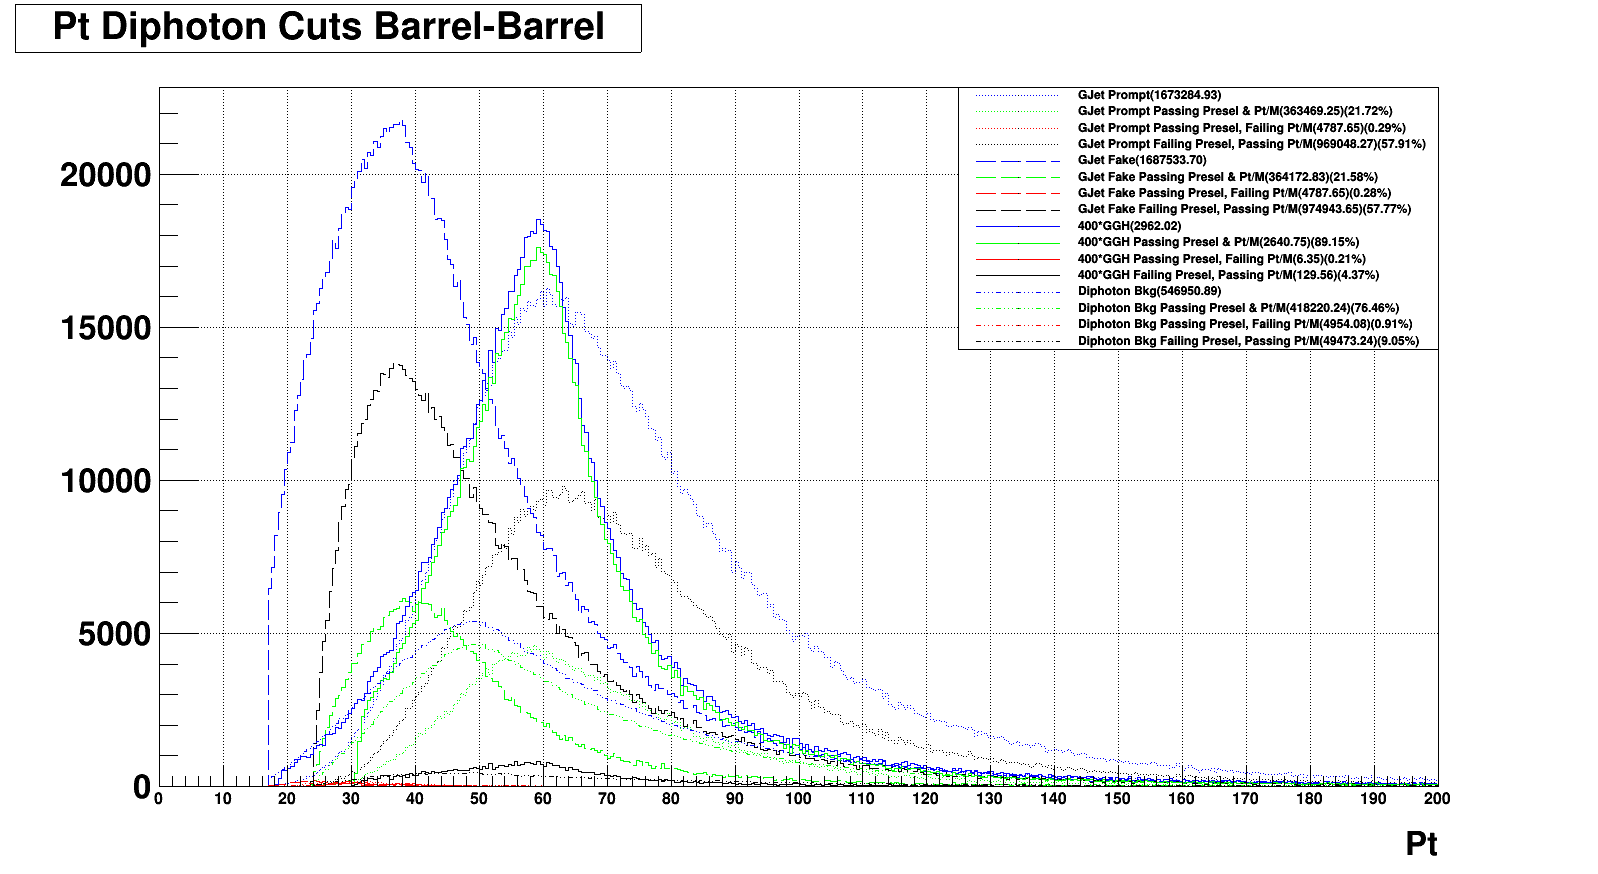 Pt Diphoton Cuts Barrel-Barrel
GJet Prompt(1673284.93)
GJet Prompt Passing Presel & Pt/M(363469.25)(21.72%)
GJet Prompt Passing Presel, Failing Pt/M(4787.65)(0.29%)
GJet Prompt Failing Presel, Passing Pt/M(969048.27)(57.91%)
GJet Fake(1687533.70)
GJet Fake Passing Presel & Pt/M(364172.83)(21.58%)
GJet Fake Passing Presel, Failing Pt/M(4787.65)(0.28%)
GJet Fake Failing Presel, Passing Pt/M(974943.65)(57.77%)
400*GGH(2962.02)
400*GGH Passing Presel & Pt/M(2640.75)(89.15%)
400*GGH Passing Presel, Failing Pt/M(6.35)(0.21%)
400*GGH Failing Presel, Passing Pt/M(129.56)(4.37%)
Diphoton Bkg(546950.89)
Diphoton Bkg Passing Presel & Pt/M(418220.24)(76.46%)
Diphoton Bkg Passing Presel, Failing Pt/M(4954.08)(0.91%)
Diphoton Bkg Failing Presel, Passing Pt/M(49473.24)(9.05%)
20000
15000
10000
5000
0
0 10 20 30 40 50 60 70 80 90 100 110 120 130 140 150 160 170 180 190 200
Pt